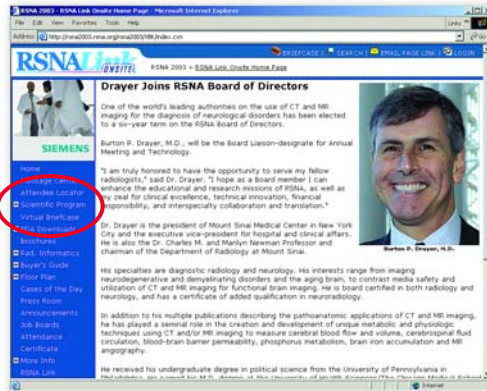 RSNA 2003 - RSNA Link Onsite Home Page - Microsoft Internet Explorer
File Edit View Favorites Tools Help
Links
Address
Go
BRIEFCASE | SEARCH | EMAIL PAGE LINK | LOGIN
RSNALink
ONSITE
RSNA 2003 > RSNA Link Onsite Home Page
SIEMENS
Home
Message Center
Attendee Locator
Scientific Program
Virtual Briefcase
PDA Downloads
Brochures
Rad. Informatics
Buyer's Guide
Floor Plan
Cases of the Day
Press Room
Announcements
Job Boards
Attendance
Certificate
More Info
RSNA Link
Drayer Joins RSNA Board of Directors
One of the world's leading authorities on the use of CT and MR
imaging for the diagnosis of neurological disorders has been elected
to a six-year term on the RSNA Board of Directors.
Burton P. Drayer, M.D., will be the Board Liaison-designate for Annual
Meeting and Technology.
"I am truly honored to have the opportunity to serve my fellow
radiologists," said Dr. Drayer. "I hope as a Board member I can
enhance the educational and research missions of RSNA, as well as
my zeal for clinical excellence, technical innovation, financial
responsibility, and interspecialty collaboration and translation."
Dr. Drayer is the president of Mount Sinai Medical Center in New York
City and the executive vice-president for hospital and clinical affairs.
He is also the Dr. Charles M. and Marilyn Newman Professor and
chairman of the Department of Radiology at Mount Sinai.
Burton P. Drayer, M.D.
His specialties are diagnostic radiology and neurology. His interests range from imaging
neurodegenerative and demyelinating disorders and the aging brain, to contrast media safety and
utilization of CT and MR imaging for functional brain imaging. He is board certified in both radiology and
neurology, and has a certificate of added qualification in neuroradiology.
In addition to his multiple publications describing the pathoanatomic applications of CT and MR imaging,
he has played a seminal role in the creation and development of unique metabolic and physiologic
techniques using CT and/or MR imaging to measure cerebral blood flow and volume, cerebrospinal fluid
circulation, blood-brain barrier permeability, phosphorus metabolism, brain iron accumulation and MR
angiography.
He received his undergraduate degree in political science from the University of Pennsylvania in
Internet